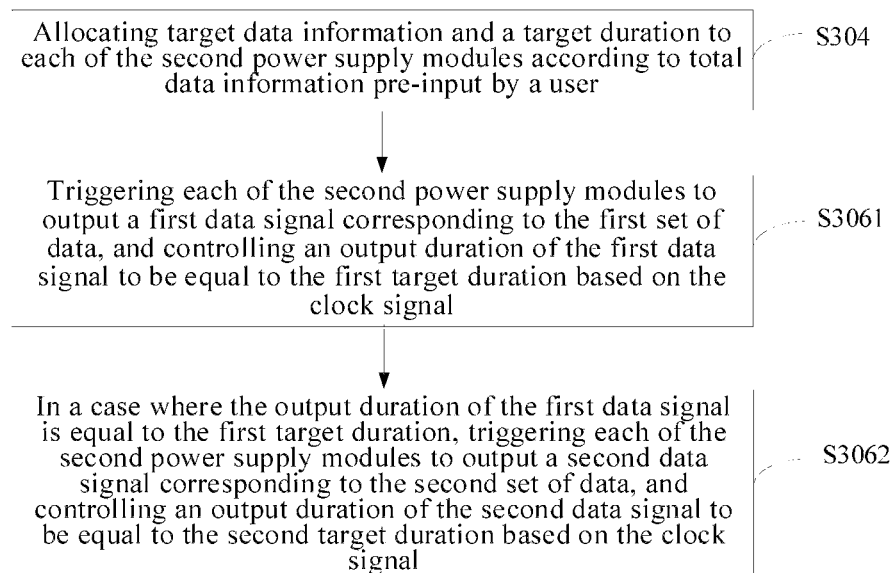 Allocating target data information and a target duration to
each of the second power supply modules according to total
data information pre-input by a user
S304
Triggering each of the second power supply modules to
output a first data signal corresponding to the first set of
data, and controlling an output duration of the first data
signal to be equal to the first target duration based on the
clock signal
S3061
In a case where the output duration of the first data signal
is equal to the first target duration, triggering each of the
second power supply modules to output a second data
signal corresponding to the second set of data, and
controlling an output duration of the second data signal to
be equal to the second target duration based on the clock
signal
S3062